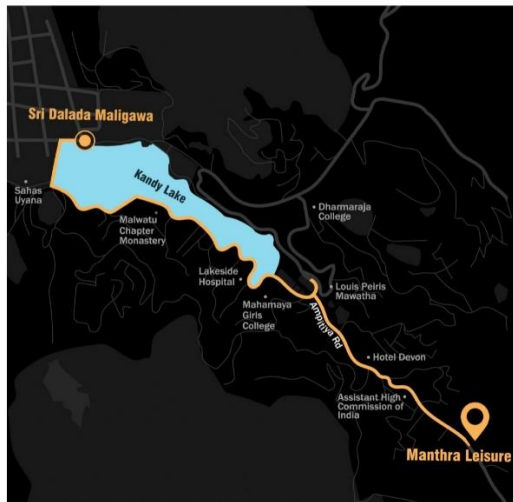 Sri Dalada Maligawa
Kandy Lake
Sahas
Uyana
Malwatu
Chapter
Monastery
Dharmaraja
College
Lakeside
Hospital
Mahamaya
Girls
College
Louis Peiris
Mawatha
Ampitiya Rd
Hotel Devon
Assistant High
Commission of
India
Manthra Leisure